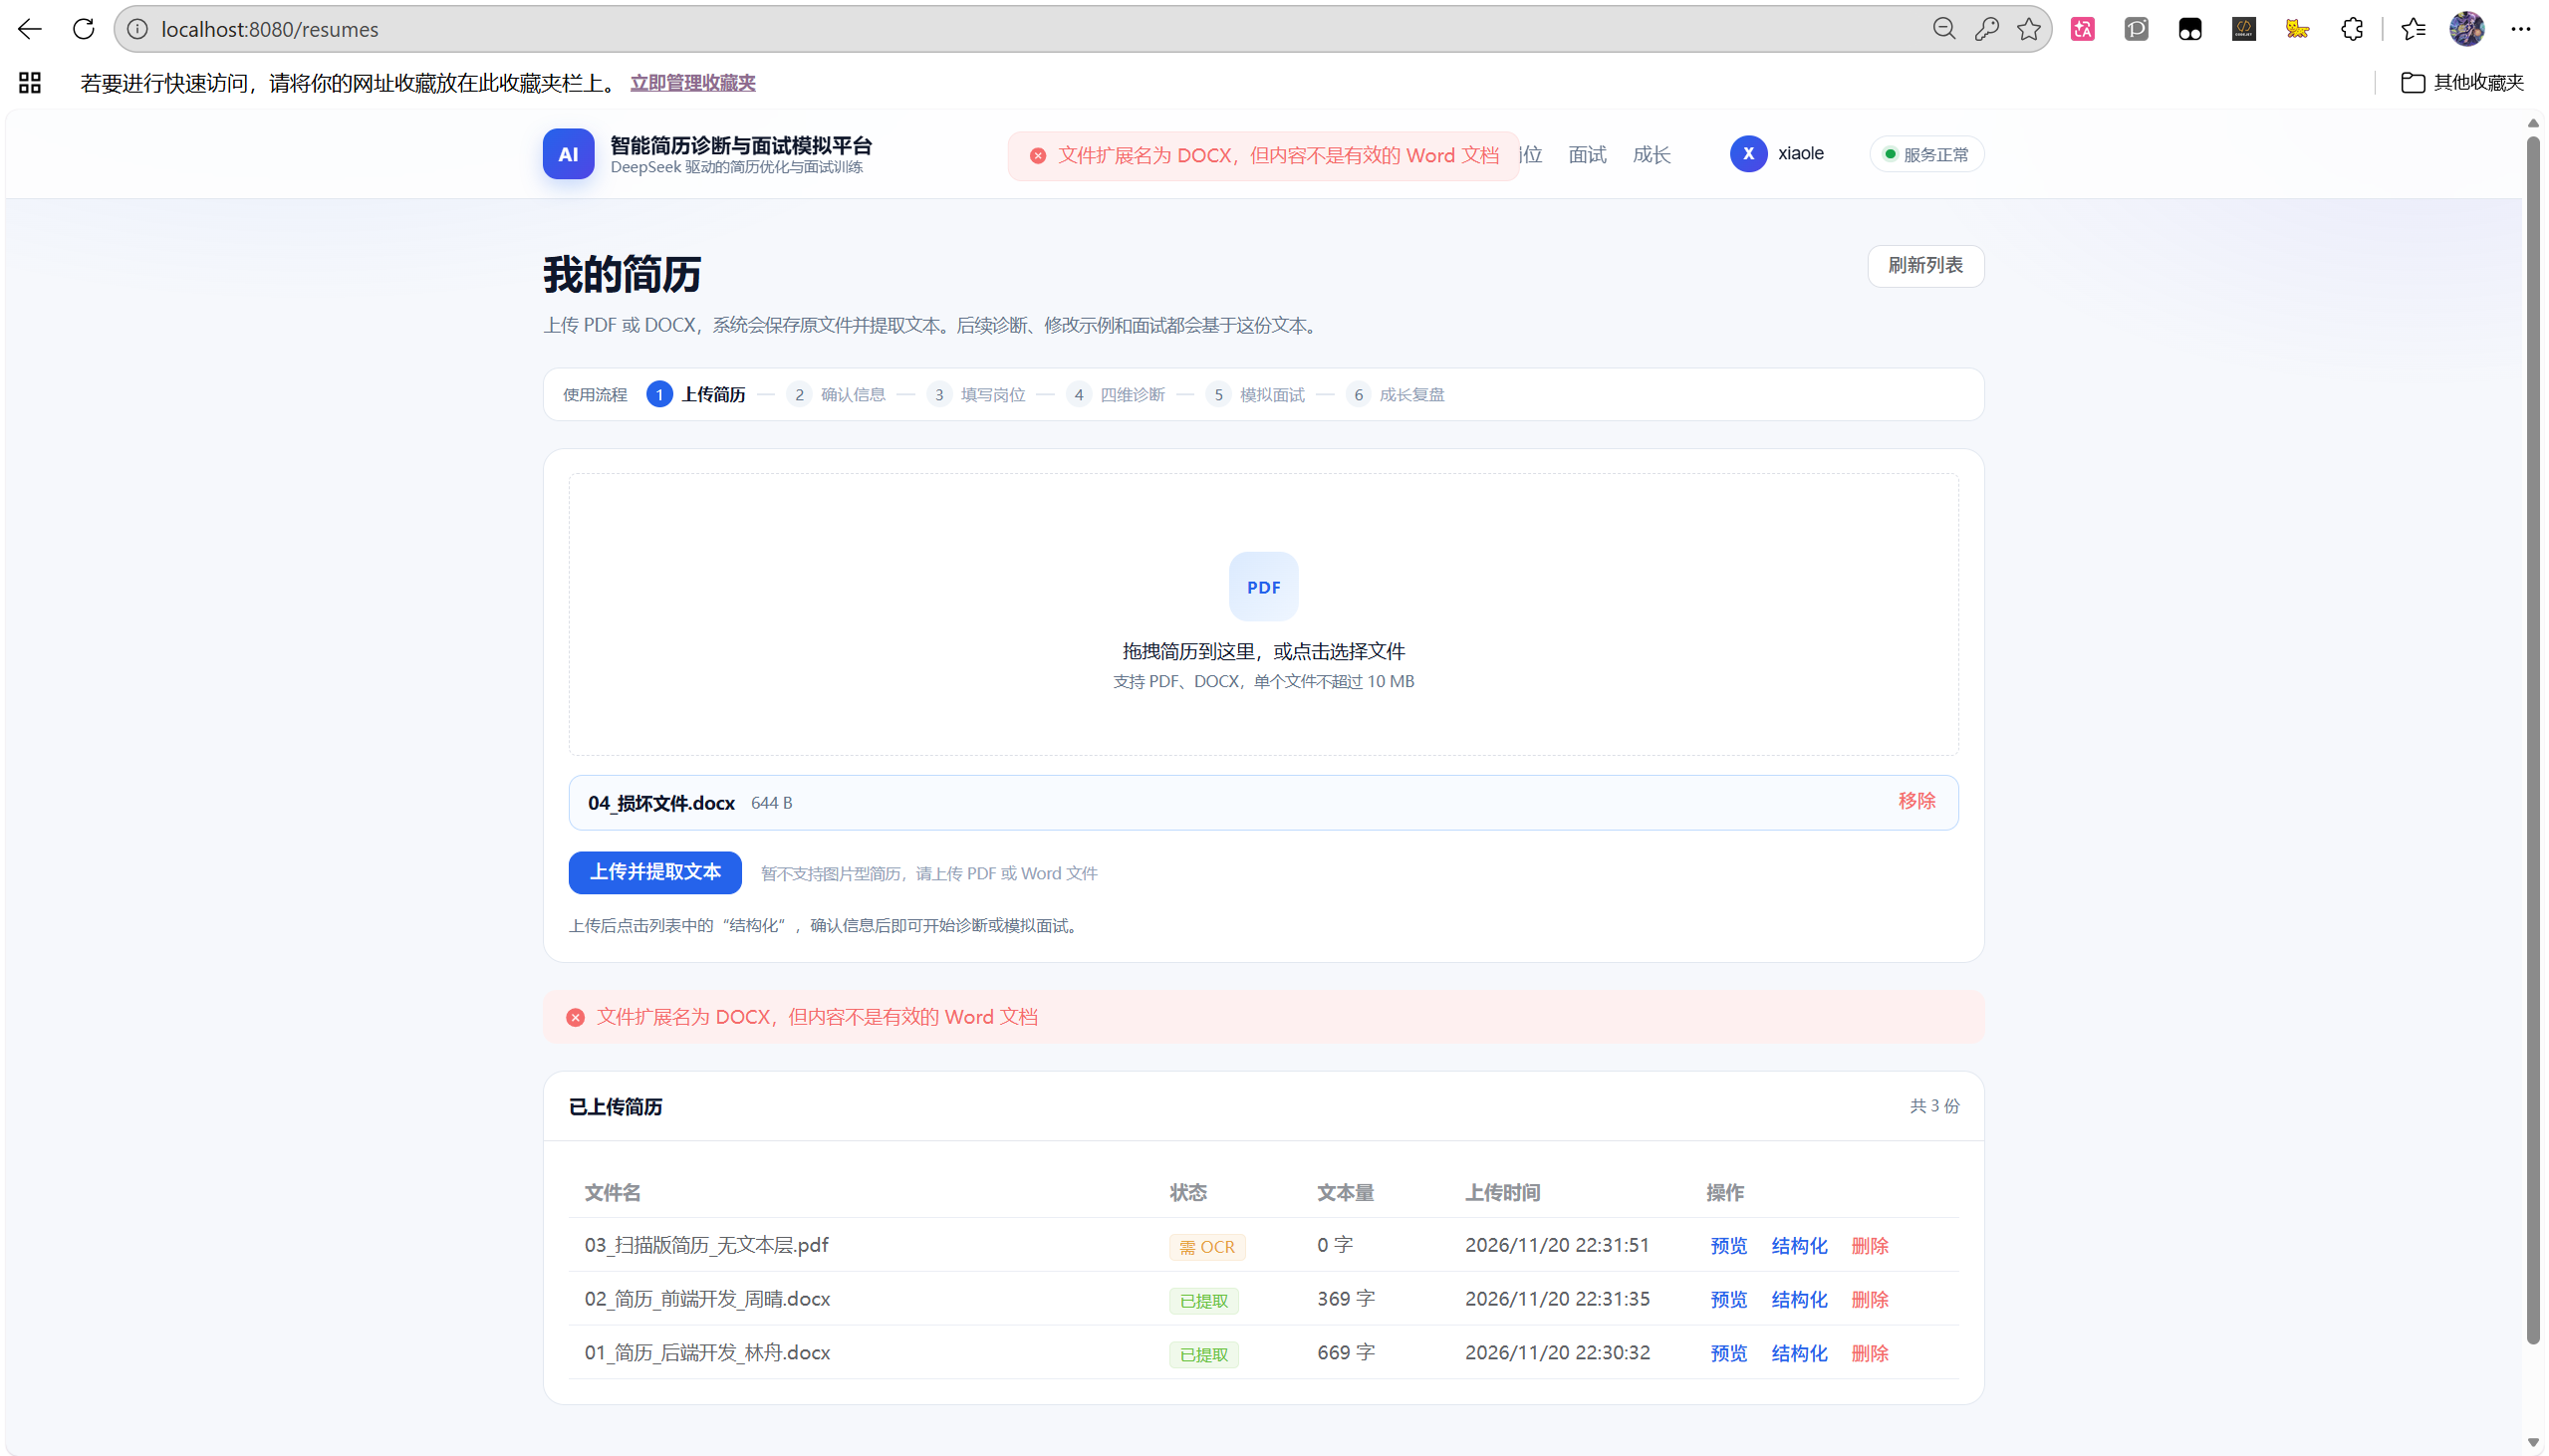 localhost:8080/resumes
若要进行快速访问，请将你的网址收藏放在此收藏夹栏上。 立即管理收藏夹
其他收藏夹
AI
智能简历诊断与面试模拟平台
DeepSeek 驱动的简历优化与面试训练
文件扩展名为 DOCX，但内容不是有效的 Word 文档
位 面试 成长
X xiaole
服务正常
我的简历
刷新列表
上传 PDF 或 DOCX，系统会保存原文件并提取文本。后续诊断、修改示例和面试都会基于这份文本。
使用流程 1 上传简历 — 2 确认信息 — 3 填写岗位 — 4 四维诊断 — 5 模拟面试 — 6 成长复盘
PDF
拖拽简历到这里，或点击选择文件
支持 PDF、DOCX，单个文件不超过 10 MB
04_损坏文件.docx 644 B 移除
上传并提取文本 暂不支持图片型简历，请上传 PDF 或 Word 文件
上传后点击列表中的“结构化”，确认信息后即可开始诊断或模拟面试。
文件扩展名为 DOCX，但内容不是有效的 Word 文档
已上传简历 共 3 份
文件名 状态 文本量 上传时间 操作
03_扫描版简历_无文本层.pdf 需 OCR 0 字 2026/11/20 22:31:51 预览 结构化 删除
02_简历_前端开发_周晴.docx 已提取 369 字 2026/11/20 22:31:35 预览 结构化 删除
01_简历_后端开发_林舟.docx 已提取 669 字 2026/11/20 22:30:32 预览 结构化 删除